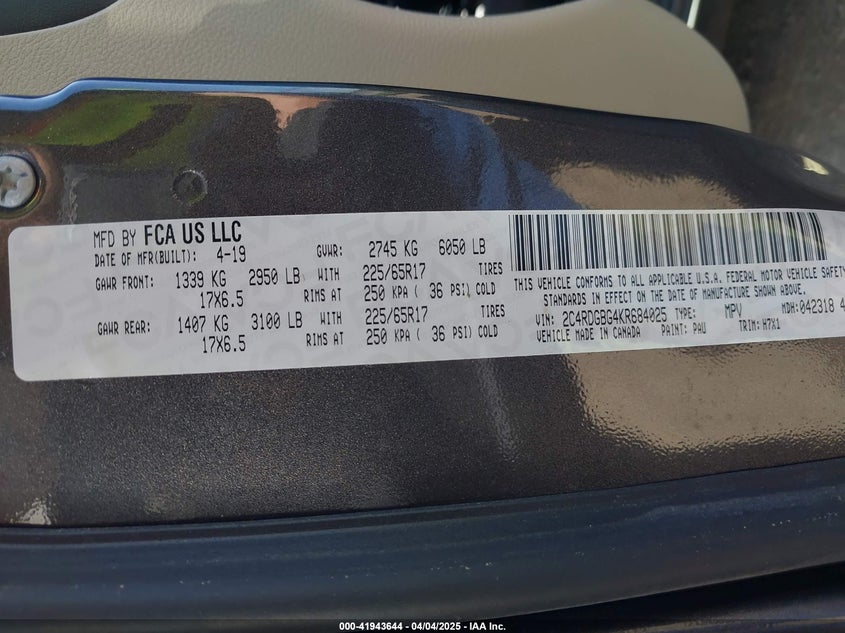 MFD BY FCA US LLC
DATE OF MFR(BUILT): 4-19 GVWR: 2745 KG 6050 LB
GAWR FRONT: 1339 KG 2950 LB WITH 225/65R17 TIRES
17X6.5 RIMS AT 250 KPA ( 36 PSI) COLD
GAWR REAR: 1407 KG 3100 LB WITH 225/65R17 TIRES
17X6.5 RIMS AT 250 KPA ( 36 PSI) COLD
THIS VEHICLE CONFORMS TO ALL APPLICABLE U.S.A. FEDERAL MOTOR VEHICLE SAFETY
STANDARDS IN EFFECT ON THE DATE OF MANUFACTURE SHOWN ABOVE.
VIN: 2C4RDGBG4KR684025 TYPE: MPV MDH: 042318 4
VEHICLE MADE IN CANADA PAINT: PAU TRIM: H7X1
000-41943644 - 04/04/2025 - IAA Inc.